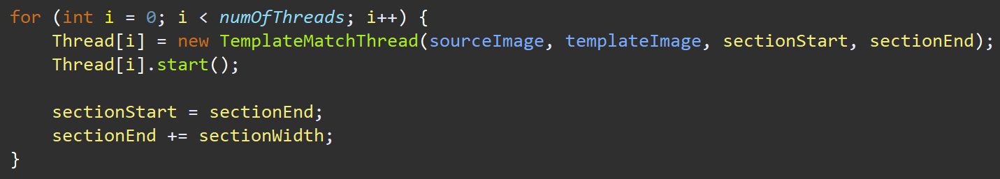 for (int i = 0; i < numOfThreads; i++) {
    Thread[i] = new TemplateMatchThread(sourceImage, templateImage, sectionStart, sectionEnd);
    Thread[i].start();

    sectionStart = sectionEnd;
    sectionEnd += sectionWidth;
}